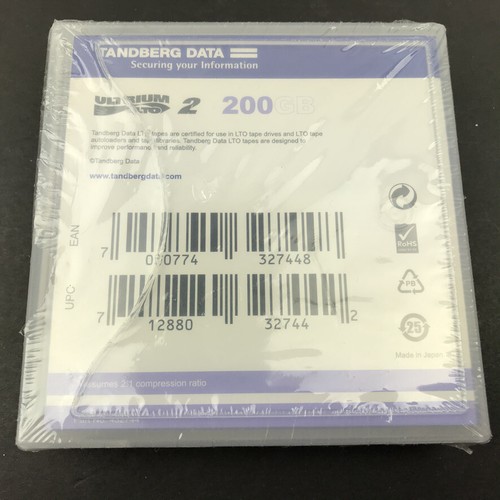 TANDBERG DATA
Securing your Information
ULTRIUM LTO 2 200GB
Tandberg Data LTO tapes are certified for use in LTO tape drives and LTO tape
autoloaders and tape libraries. Tandberg Data LTO tapes are designed to
improve performance and reliability.
©Tandberg Data
www.tandbergdata.com
EAN
7 090774 327448
UPC
7 12880 32744 2
RoHS
PB
25
Made in Japan
Assumes 2:1 compression ratio